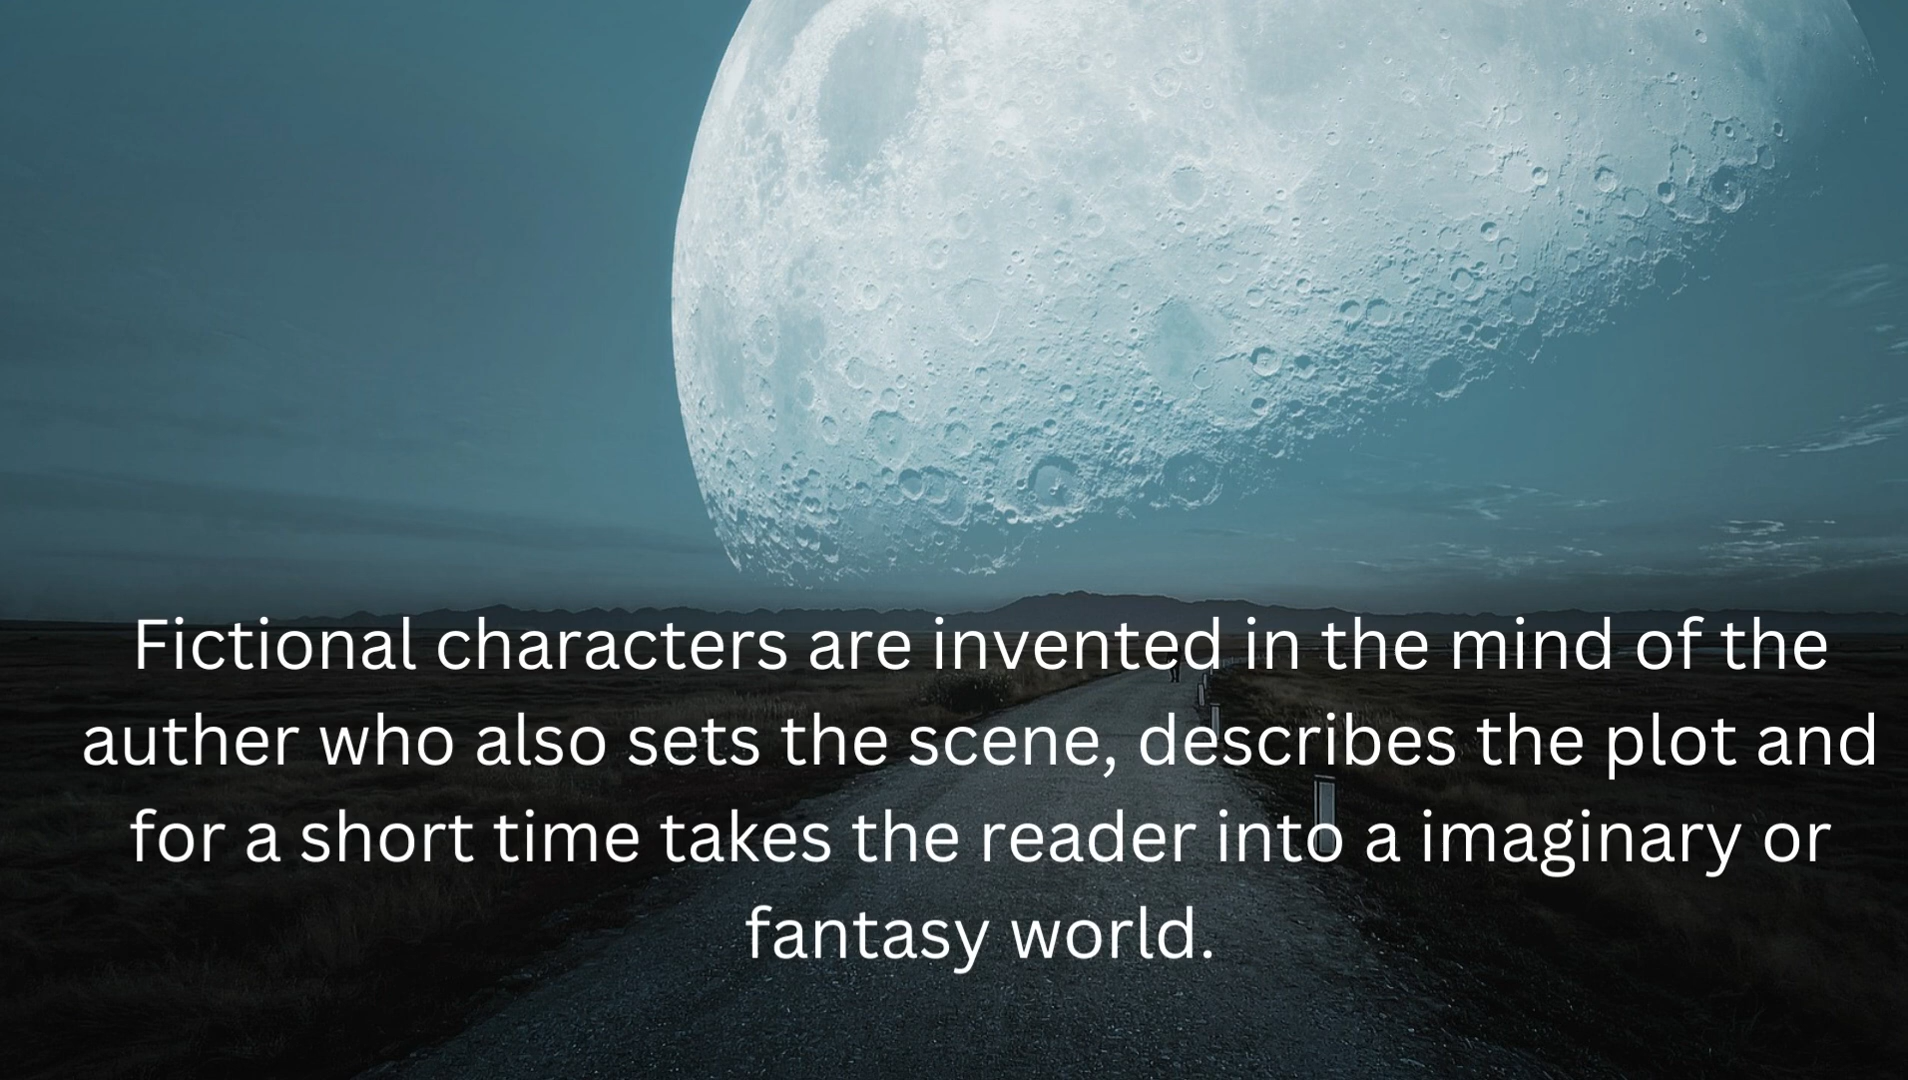 Fictional characters are invented in the mind of the
auther who also sets the scene, describes the plot and
for a short time takes the reader into a imaginary or
fantasy world.